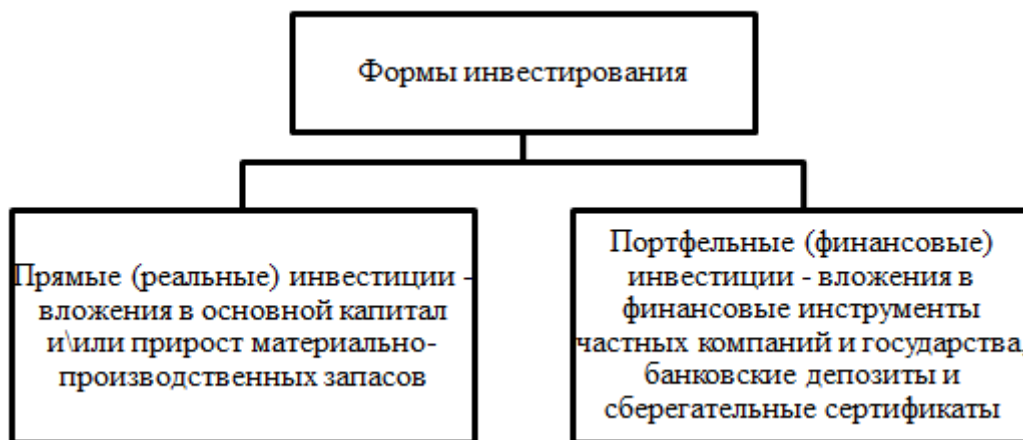 Формы инвестирования
Прямые (реальные) инвестиции -
вложения в основной капитал
и\или прирост материально-
производственных запасов
Портфельные (финансовые)
инвестиции - вложения в
финансовые инструменты
частных компаний и государства,
банковские депозиты и
сберегательные сертификаты